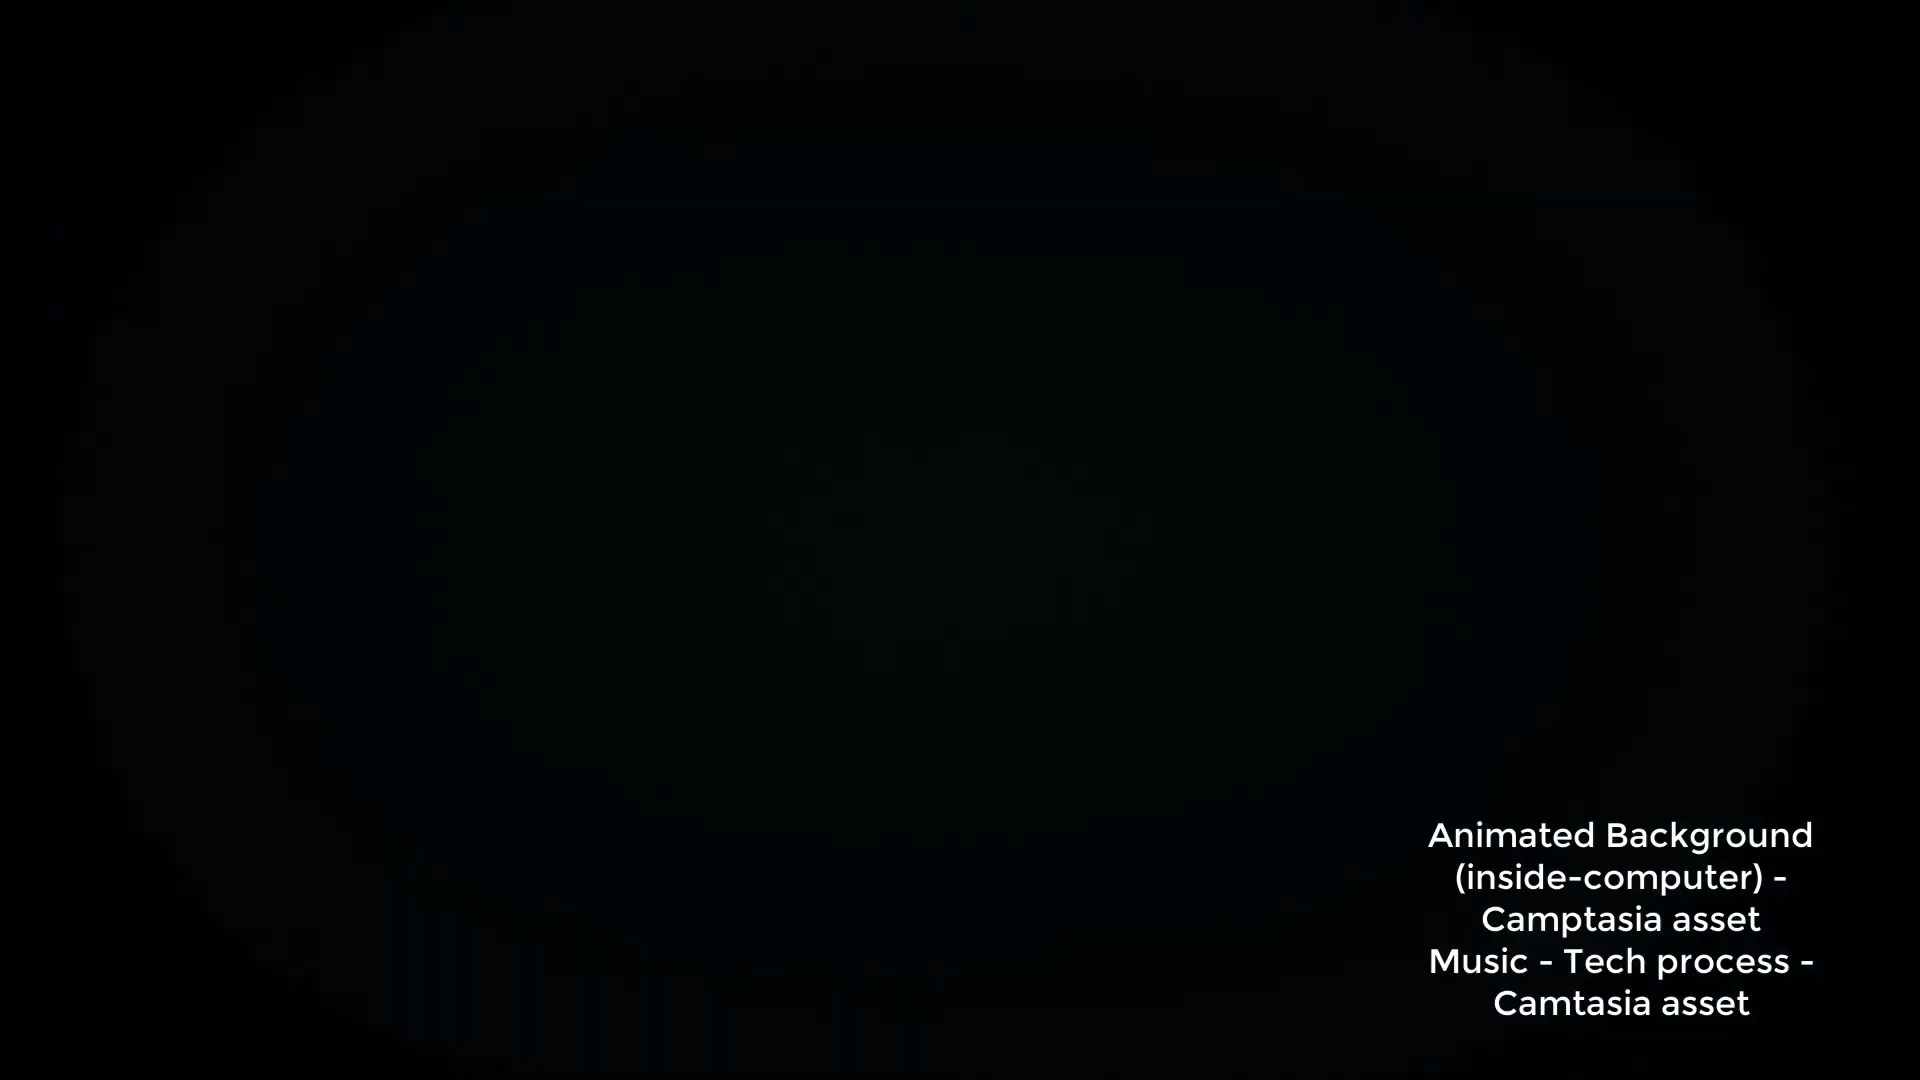 Animated Background
(inside-computer) -
Camptasia asset
Music - Tech process -
Camtasia asset